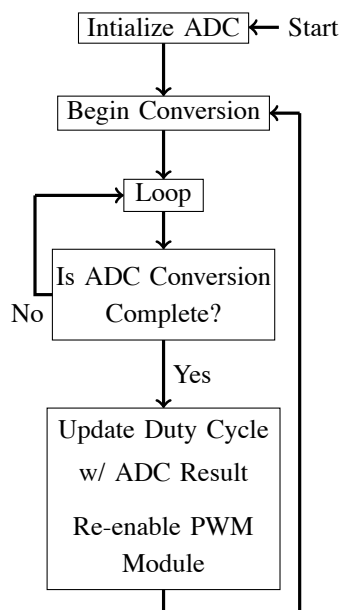 Intialize ADC
Start
Begin Conversion
Loop
Is ADC Conversion
Complete?
No
Yes
Update Duty Cycle
w/ ADC Result
Re-enable PWM
Module